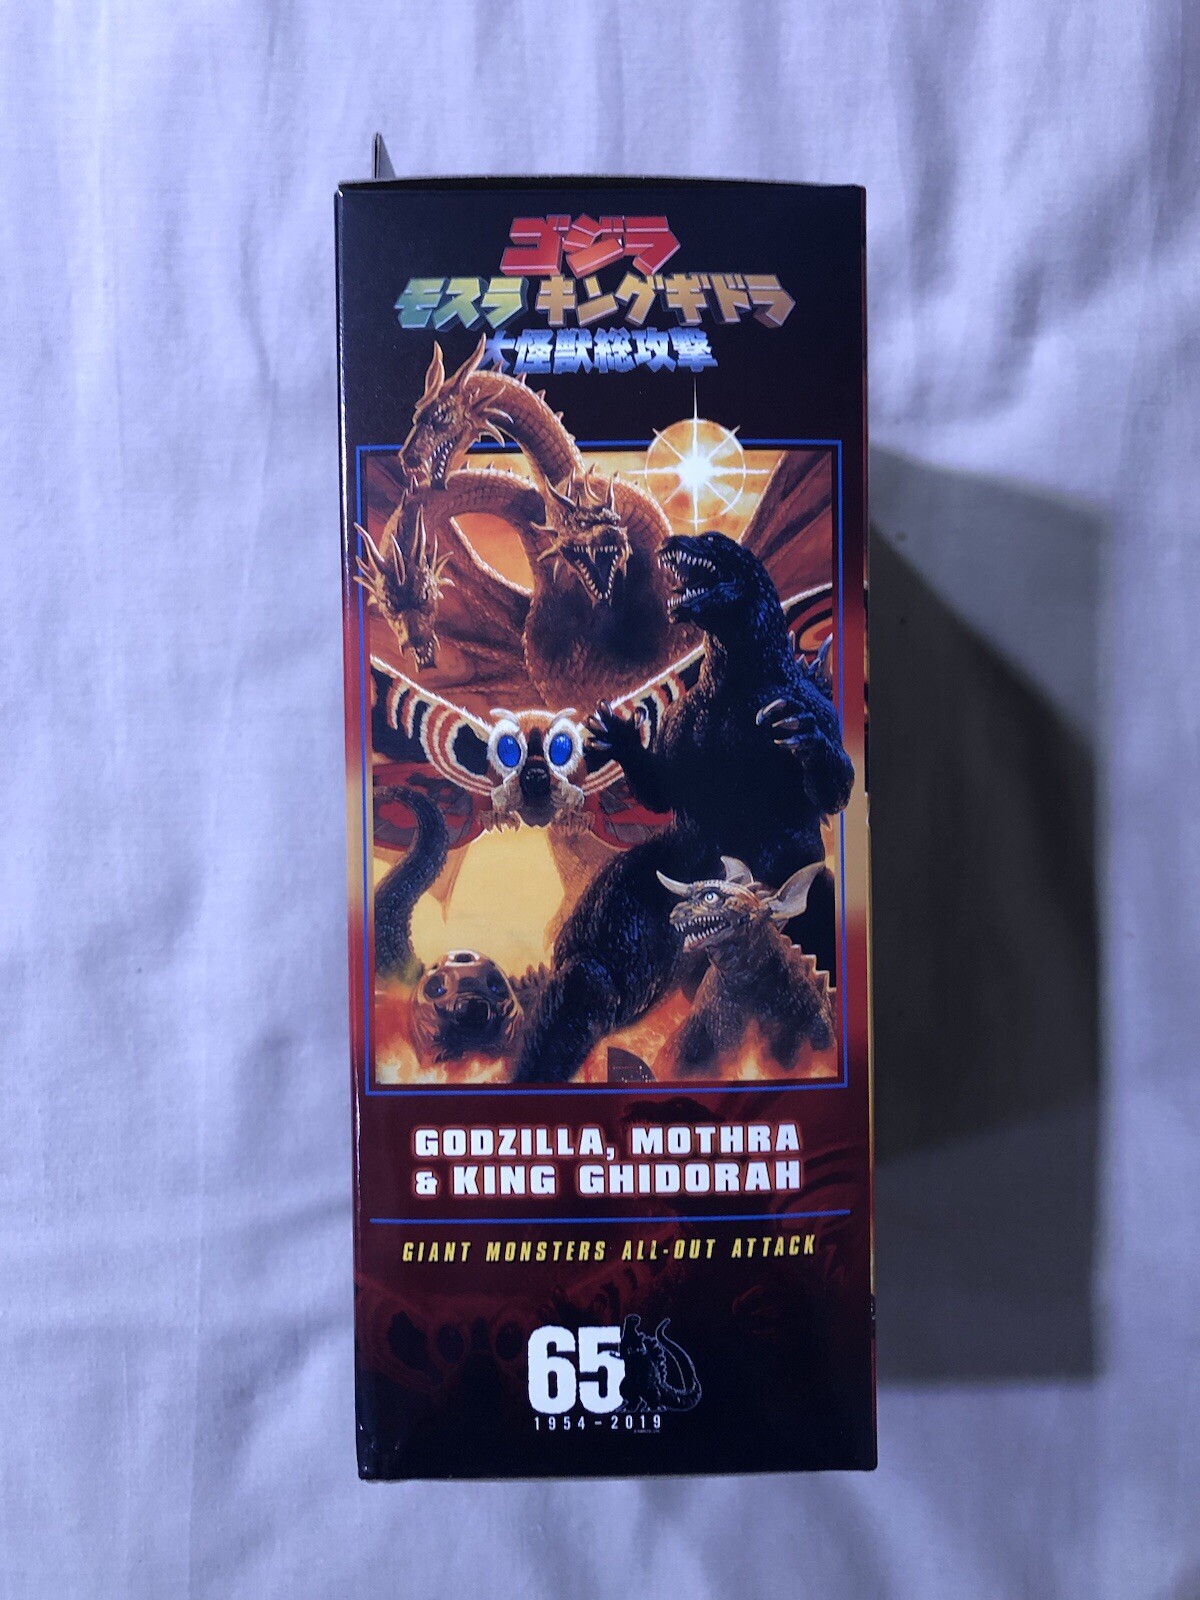 ゴジラ
モスラ キングギドラ
大怪獣総攻撃
GODZILLA, MOTHRA
& KING GHIDORAH
GIANT MONSTERS ALL-OUT ATTACK
65
1954-2019